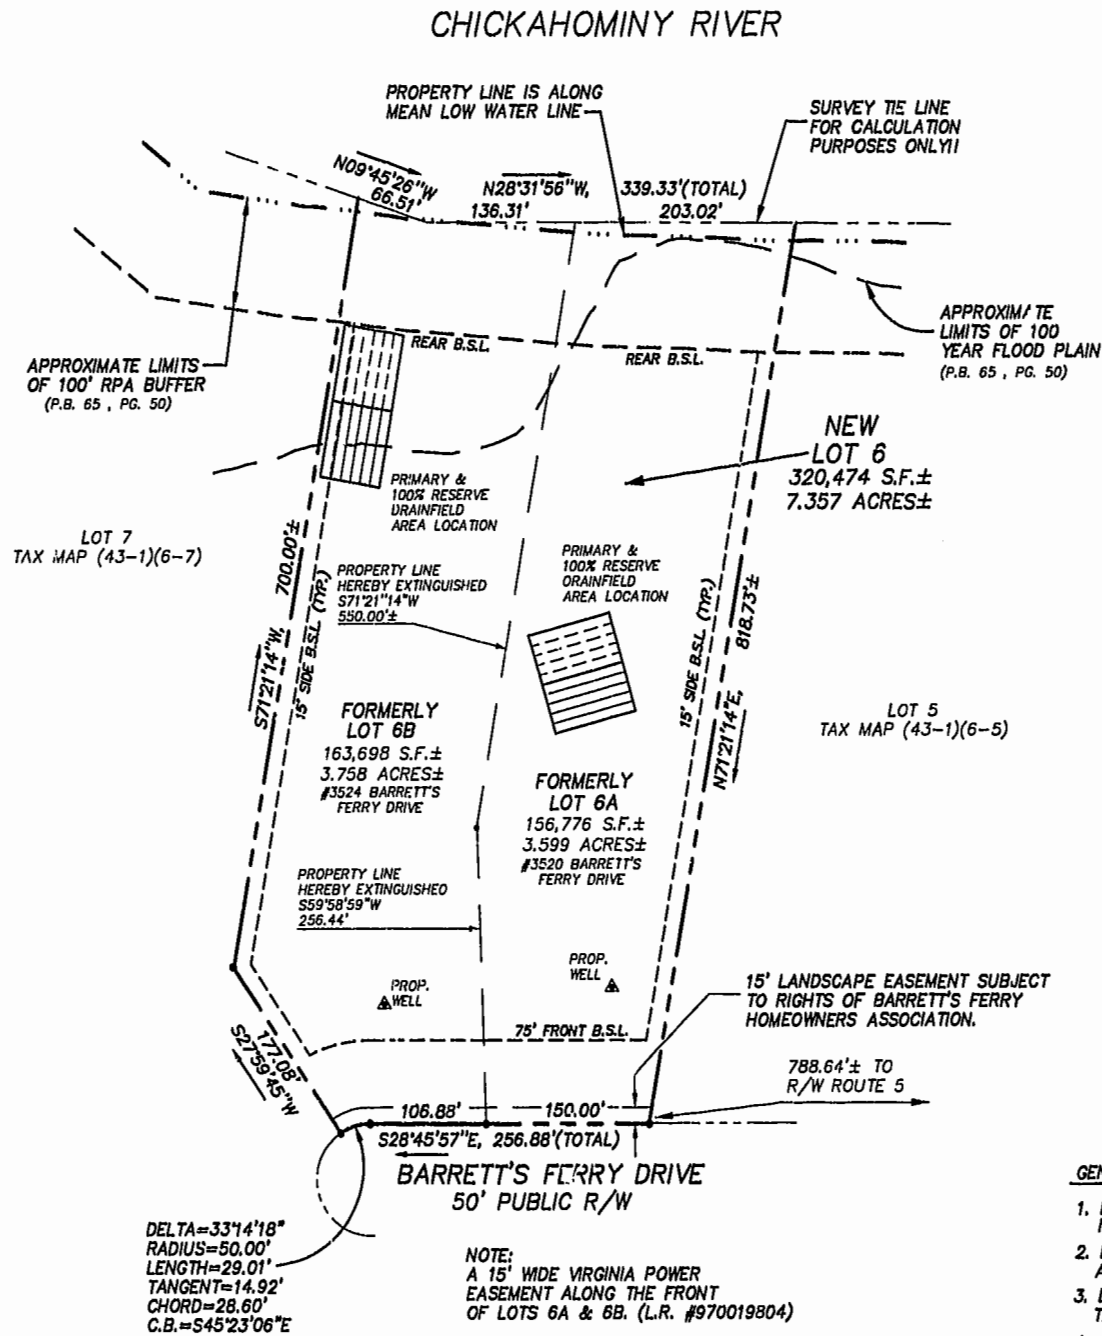 CHICKAHOMINY RIVER
PROPERTY LINE IS ALONG
MEAN LOW WATER LINE
SURVEY TIE LINE
FOR CALCULATION
PURPOSES ONLY!!
N09°45'26"W
66.51'
N28°31'56"W,
136.31'
339.33'(TOTAL)
203.02'
APPROXIMATE LIMITS
OF 100' RPA BUFFER
(P.B. 65 , PG. 50)
REAR B.S.L.
REAR B.S.L.
APPROXIMATE
LIMITS OF 100
YEAR FLOOD PLAIN
(P.B. 65 , PG. 50)
NEW
LOT 6
320,474 S.F.±
7.357 ACRES±
PRIMARY &
100% RESERVE
DRAINFIELD
AREA LOCATION
LOT 7
TAX MAP (43-1)(6-7)
PRIMARY &
100% RESERVE
DRAINFIELD
AREA LOCATION
PROPERTY LINE
HEREBY EXTINGUISHED
S71°21'14"W
550.00'±
S71°21'14"W, 700.00'±
15' SIDE B.S.L. (TYP.)
15' SIDE B.S.L. (TYP.)
N71°21'14"E, 818.73'±
LOT 5
TAX MAP (43-1)(6-5)
FORMERLY
LOT 6B
163,698 S.F.±
3.758 ACRES±
#3524 BARRETT'S
FERRY DRIVE
FORMERLY
LOT 6A
156,776 S.F.±
3.599 ACRES±
#3520 BARRETT'S
FERRY DRIVE
PROPERTY LINE
HEREBY EXTINGUISHED
S59°58'59"W
256.44'
PROP.
WELL
PROP.
WELL
15' LANDSCAPE EASEMENT SUBJECT
TO RIGHTS OF BARRETT'S FERRY
HOMEOWNERS ASSOCIATION.
75' FRONT B.S.L.
177.08'
S27°59'45"W
788.64'± TO
R/W ROUTE 5
106.88'
150.00'
S28°45'57"E, 256.88'(TOTAL)
BARRETT'S FERRY DRIVE
50' PUBLIC R/W
DELTA=33°14'18"
RADIUS=50.00'
LENGTH=29.01'
TANGENT=14.92'
CHORD=28.60'
C.B.=S45°23'06"E
NOTE:
A 15' WIDE VIRGINIA POWER
EASEMENT ALONG THE FRONT
OF LOTS 6A & 6B. (L.R. #970019804)
GEN
1.
2.
3.